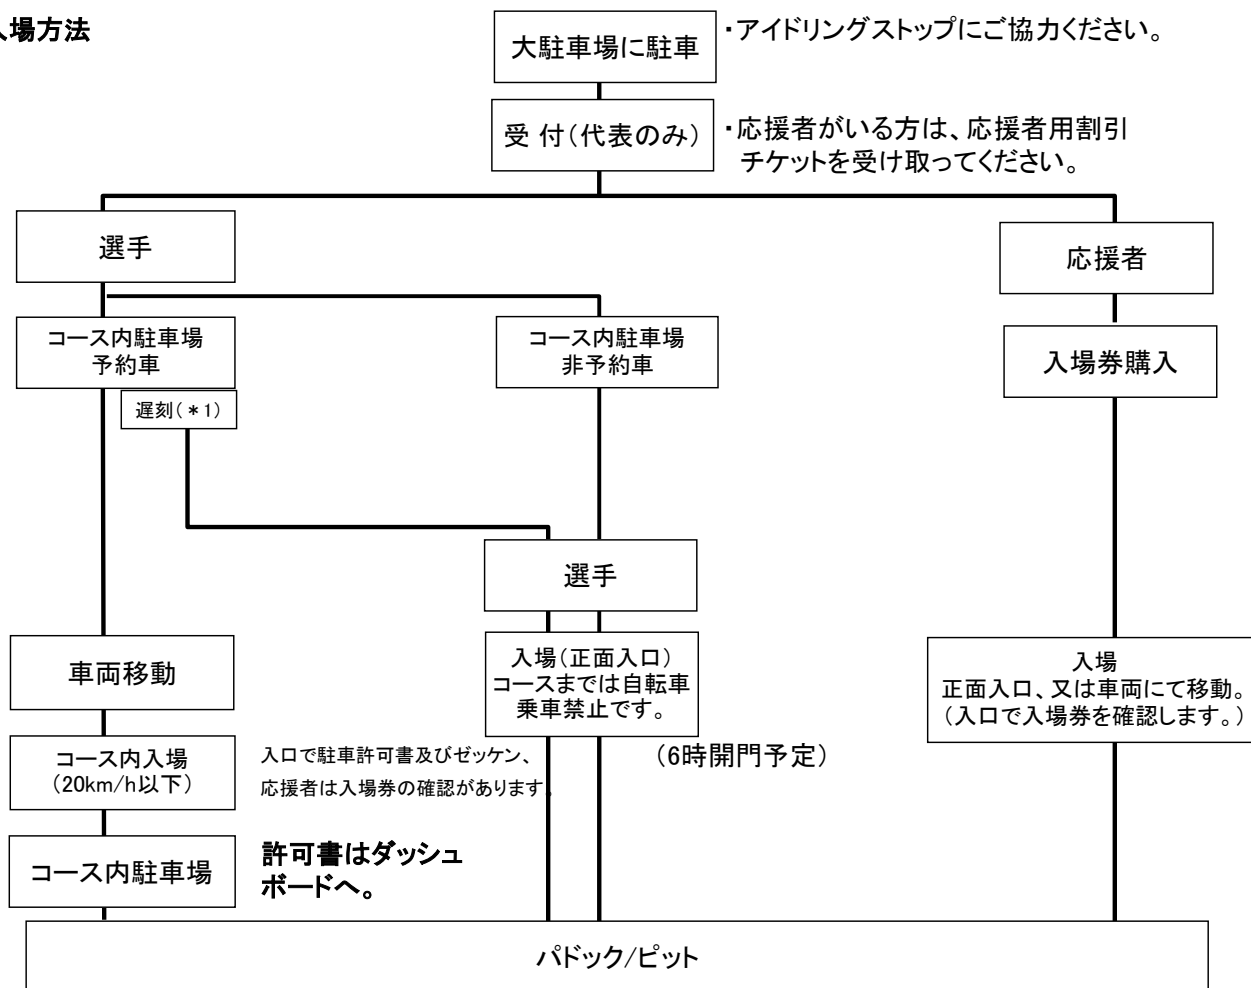 入場方法
大駐車場に駐車
・アイドリングストップにご協力ください。
受 付(代表のみ)
・応援者がいる方は、応援者用割引
チケットを受け取ってください。
選手
応援者
コース内駐車場
予約車
コース内駐車場
非予約車
入場券購入
遅刻(*1)
選手
車両移動
入場(正面入口)
コースまでは自転車
乗車禁止です。
入場
正面入口、又は車両にて移動。
(入口で入場券を確認します。)
(6時開門予定)
コース内入場
(20km/h以下)
入口で駐車許可書及びゼッケン、
応援者は入場券の確認があります。
コース内駐車場
許可書はダッシュ
ボードへ。
パドック/ピット